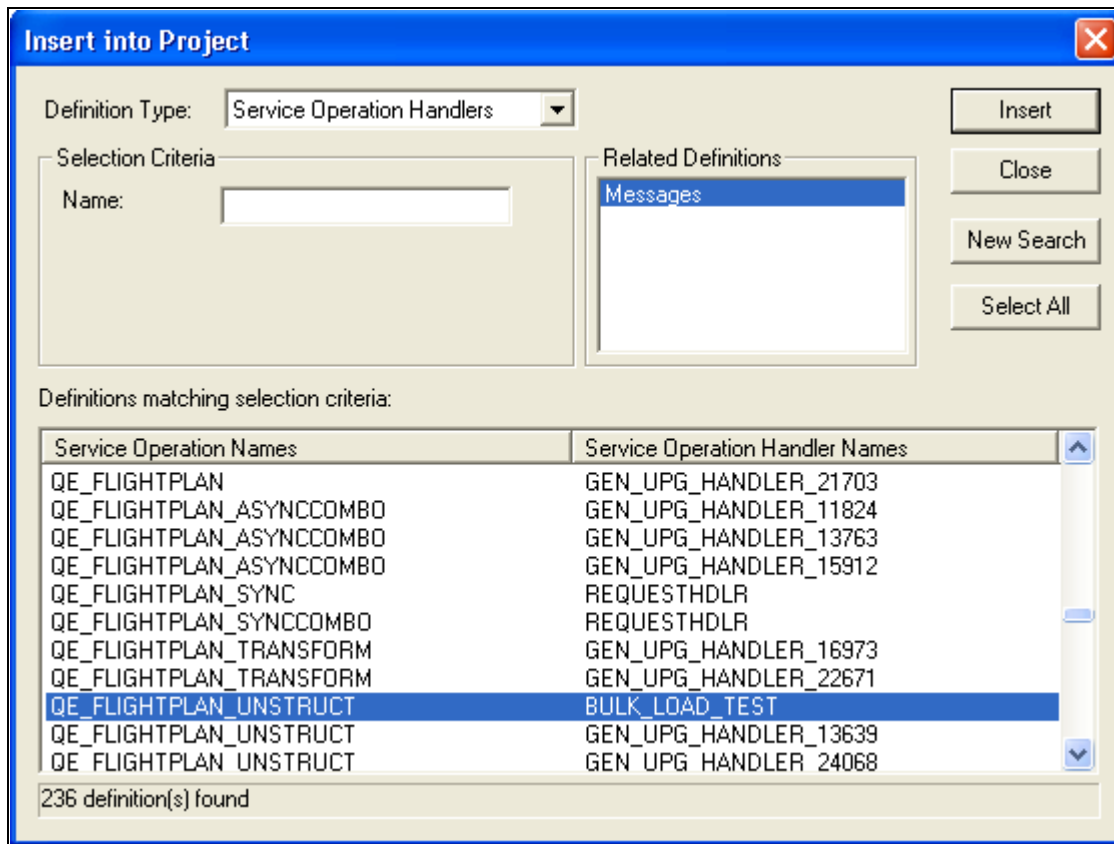 Insert into Project
Definition Type: Service Operation Handlers
Insert
Selection Criteria
Related Definitions
Close
Name:
Messages
New Search
Select All
Definitions matching selection criteria:
Service Operation Names Service Operation Handler Names
QE_FLIGHTPLAN GEN_UPG_HANDLER_21703
QE_FLIGHTPLAN_ASYNCCOMBO GEN_UPG_HANDLER_11824
QE_FLIGHTPLAN_ASYNCCOMBO GEN_UPG_HANDLER_13763
QE_FLIGHTPLAN_ASYNCCOMBO GEN_UPG_HANDLER_15912
QE_FLIGHTPLAN_SYNC REQUESTHDLR
QE_FLIGHTPLAN_SYNCCOMBO REQUESTHDLR
QE_FLIGHTPLAN_TRANSFORM GEN_UPG_HANDLER_16973
QE_FLIGHTPLAN_TRANSFORM GEN_UPG_HANDLER_22671
QE_FLIGHTPLAN_UNSTRUCT BULK_LOAD_TEST
QE_FLIGHTPLAN_UNSTRUCT GEN_UPG_HANDLER_13639
QE_FLIGHTPLAN_UNSTRUCT GEN_UPG_HANDLER_24068
236 definition(s) found